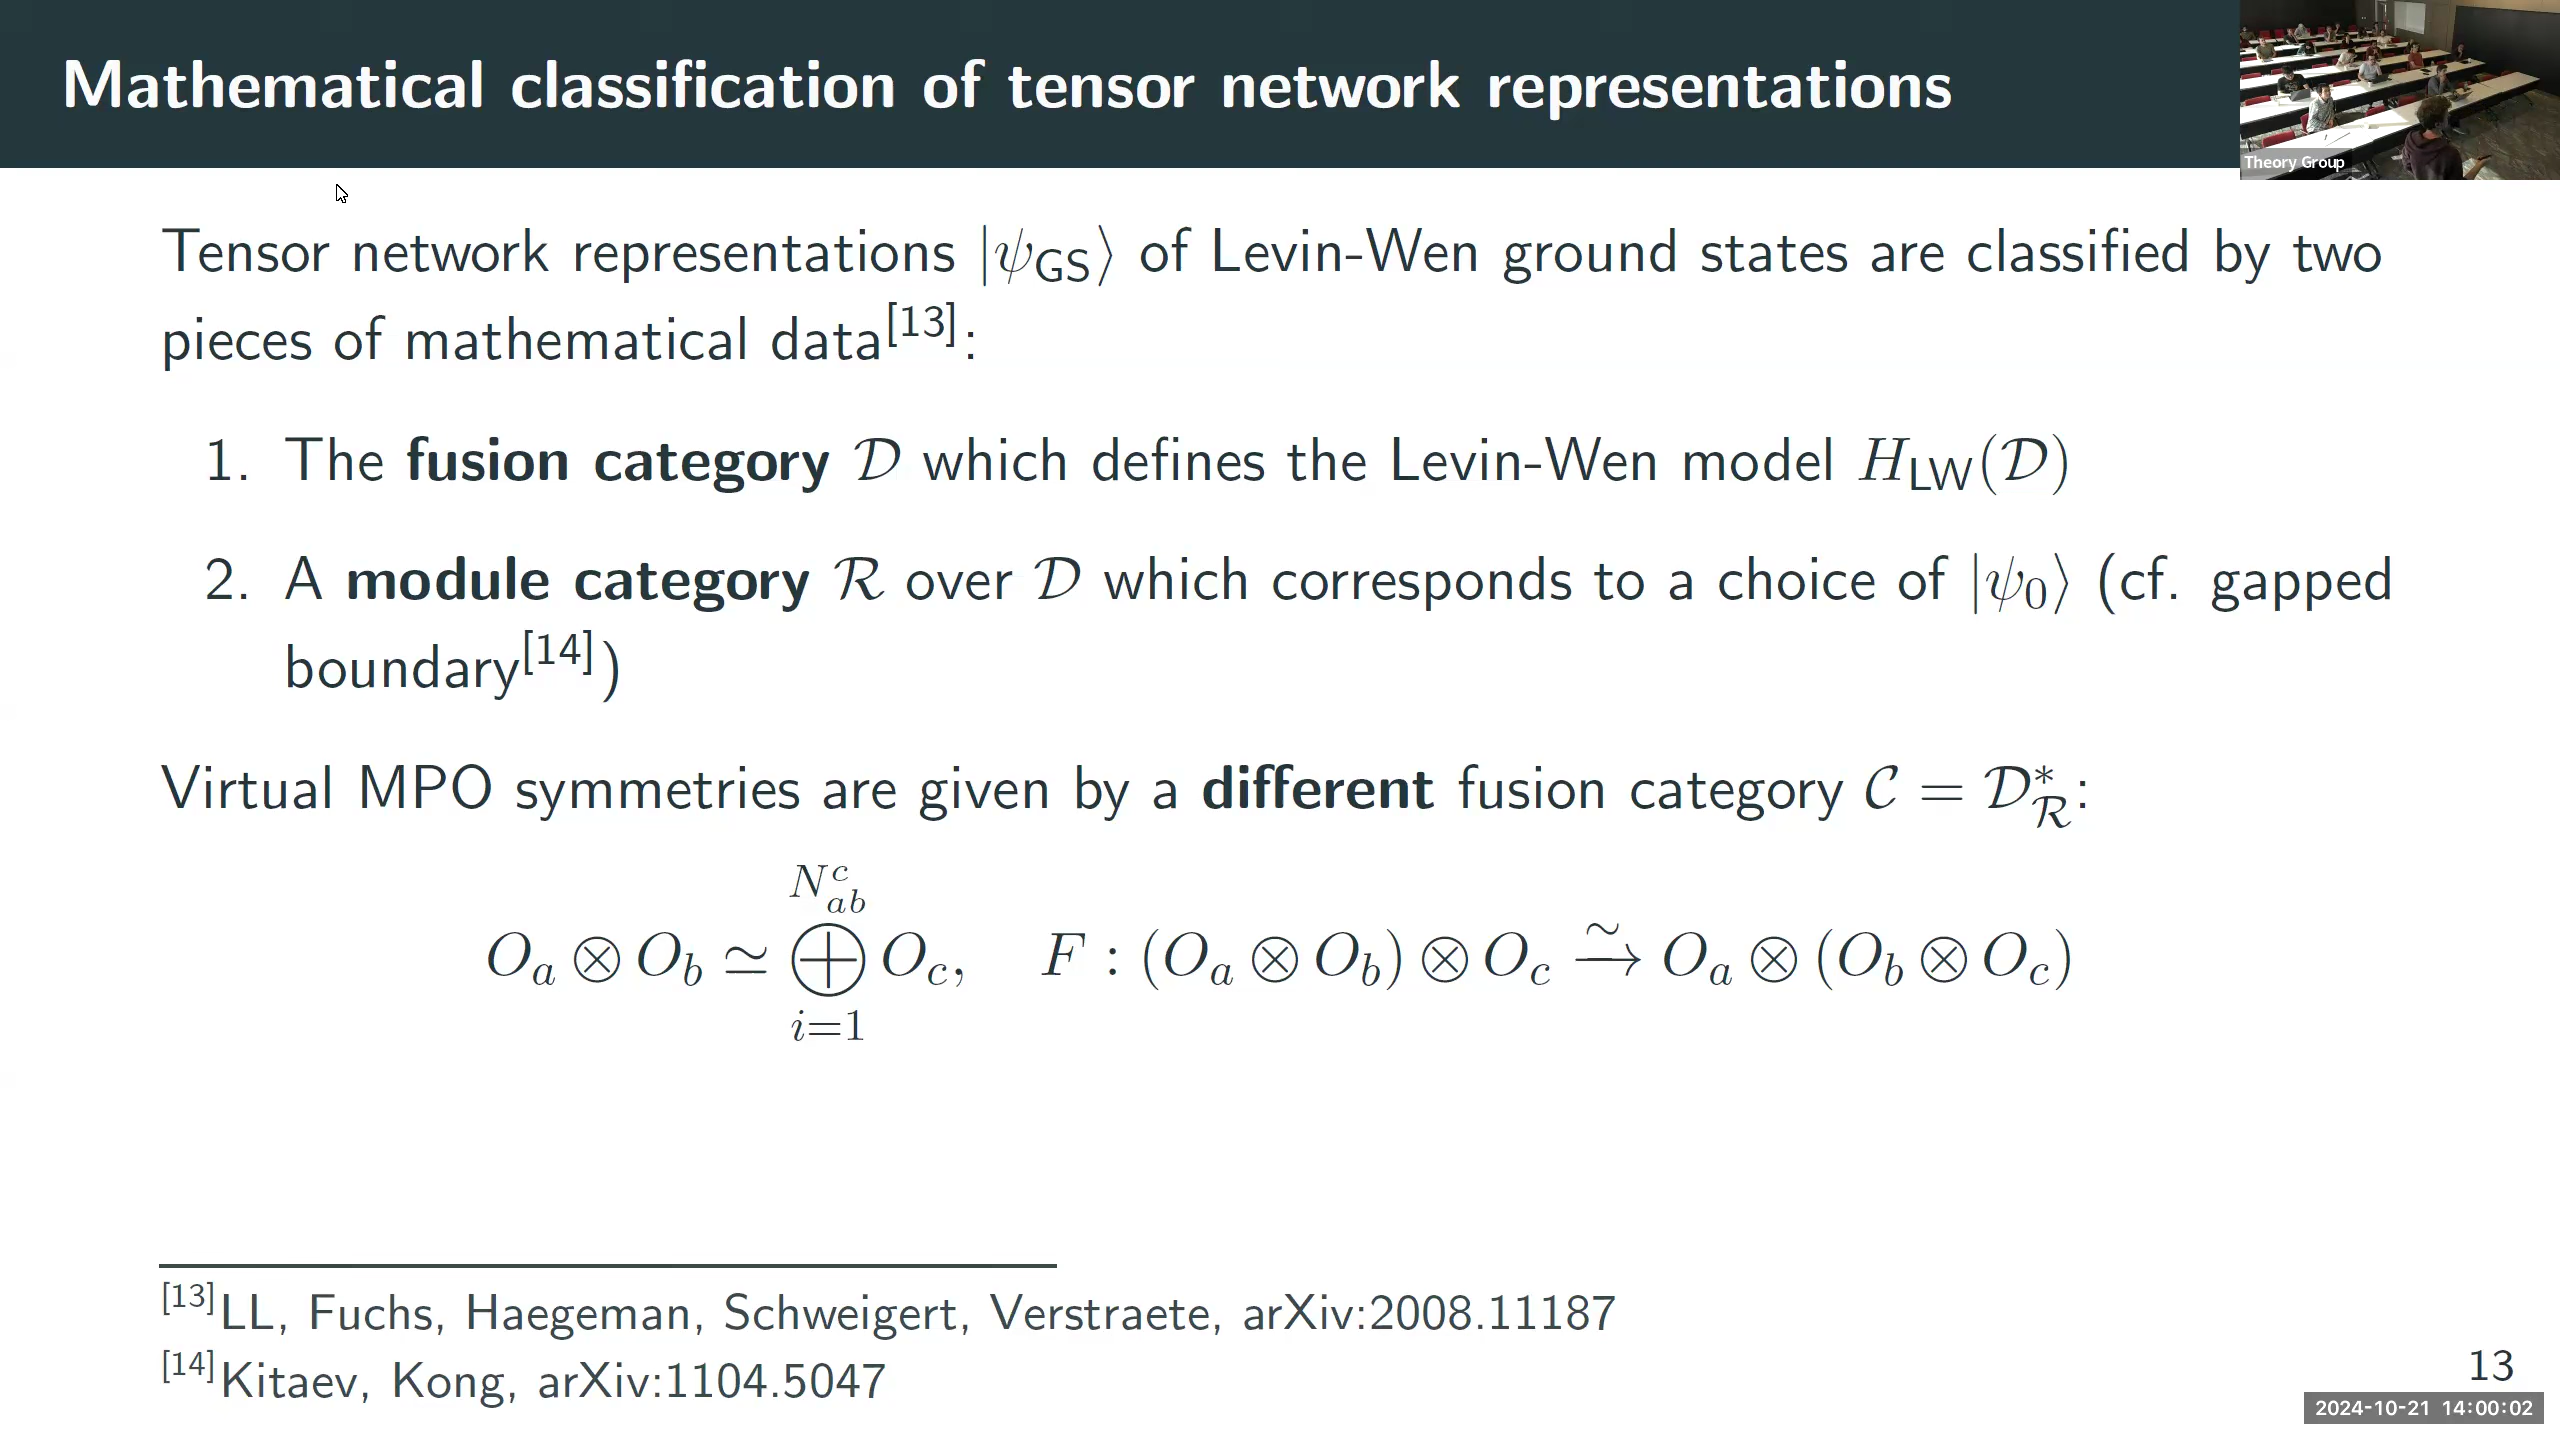 Mathematical classification of tensor network representations
Theory Group
Tensor network representations |ψ_GS⟩ of Levin-Wen ground states are classified by two
pieces of mathematical data[13]:
1. The fusion category 𝒟 which defines the Levin-Wen model H_LW(𝒟)
2. A module category ℛ over 𝒟 which corresponds to a choice of |ψ_0⟩ (cf. gapped
boundary[14])
Virtual MPO symmetries are given by a different fusion category 𝒞 = 𝒟*_ℛ:
O_a ⊗ O_b ≃ ⊕_{i=1}^{N_{ab}^c} O_c,   F : (O_a ⊗ O_b) ⊗ O_c ⥲ O_a ⊗ (O_b ⊗ O_c)
[13]LL, Fuchs, Haegeman, Schweigert, Verstraete, arXiv:2008.11187
[14]Kitaev, Kong, arXiv:1104.5047
13
2024-10-21 14:00:02